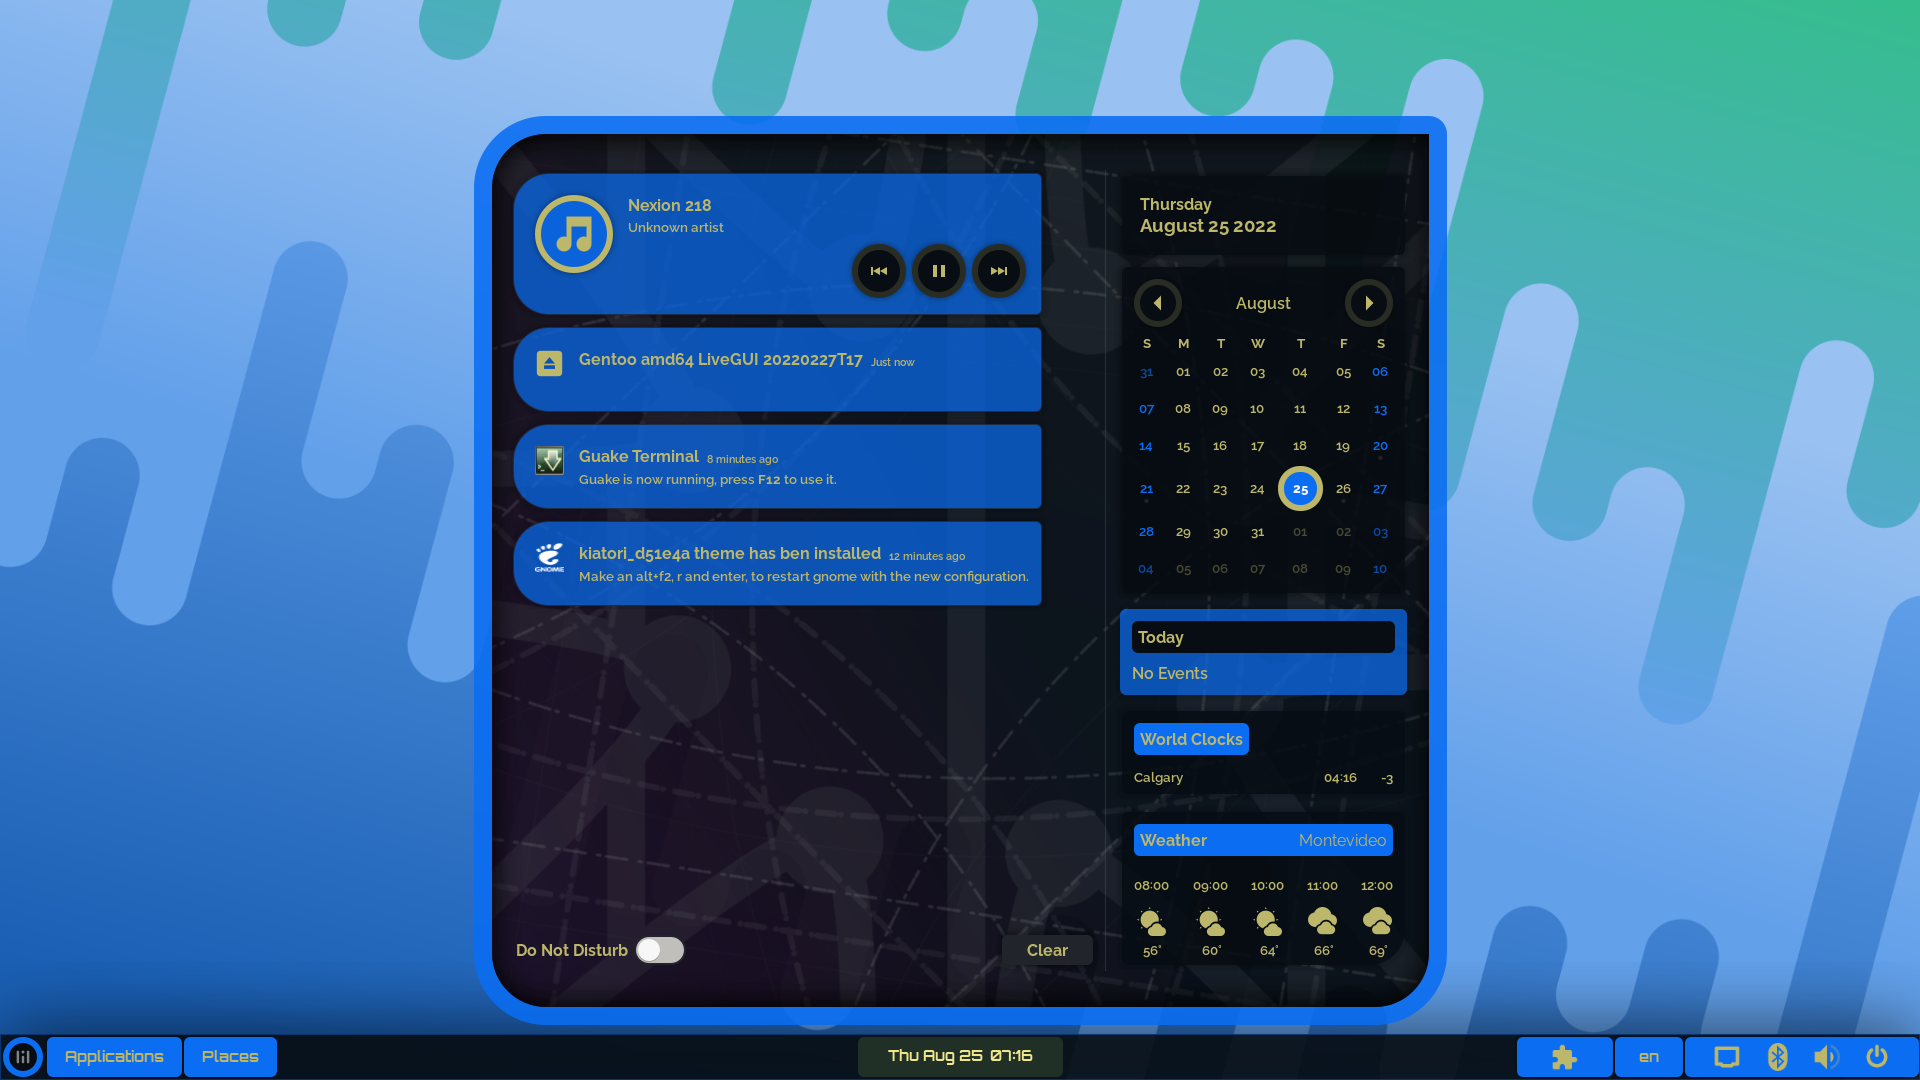 Nexion 218
Unknown artist
Gentoo amd64 LiveGUI 20220227T17 Just now
Guake Terminal 8 minutes ago
Guake is now running, press F12 to use it.
GNOME
kiatori_d51e4a theme has ben installed 12 minutes ago
Make an alt+f2, r and enter, to restart gnome with the new configuration.
Do Not Disturb
Clear
Thursday
August 25 2022
August
S M T W T F S
31 01 02 03 04 05 06
07 08 09 10 11 12 13
14 15 16 17 18 19 20
21 22 23 24 25 26 27
28 29 30 31 01 02 03
04 05 06 07 08 09 10
Today
No Events
World Clocks
Calgary 04:16 -3
Weather Montevideo
08:00 09:00 10:00 11:00 12:00
56° 60° 64° 66° 69°
Applications Places Thu Aug 25 07:16 en